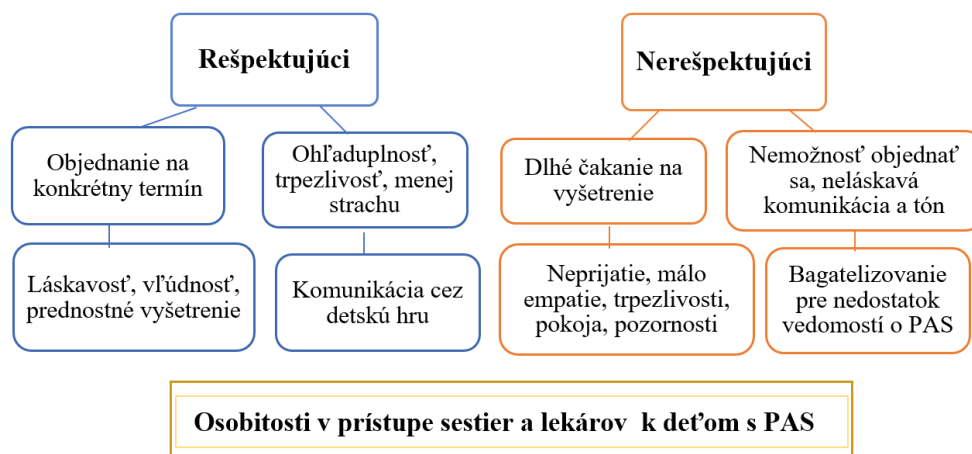 Rešpektujúci
Nerešpektujúci
Objednanie na
konkrétny termín
Ohľaduplnosť,
trpezlivosť, menej
strachu
Dlhé čakanie na
vyšetrenie
Nemožnosť objednať
sa, neláskavá
komunikácia a tón
Láskavosť, vľúdnosť,
prednostné vyšetrenie
Komunikácia cez
detskú hru
Neprijatie, málo
empatie, trpezlivosti,
pokoja, pozornosti
Bagatelizovanie
pre nedostatok
vedomostí o PAS
Osobitosti v prístupe sestier a lekárov k deťom s PAS